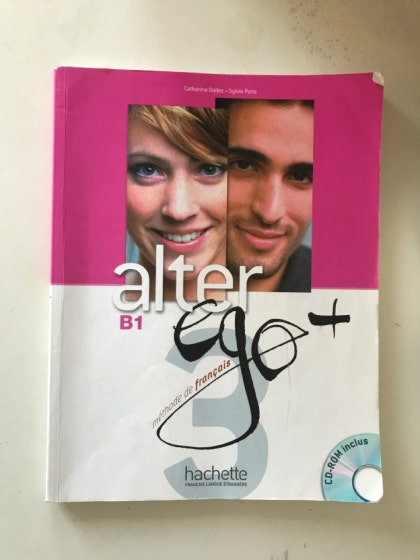 Catherine Dollez - Sylvie Pons
alter
ego+
B1
3
méthode de français
hachette
FRANÇAIS LANGUE ÉTRANGÈRE
CD-ROM inclus